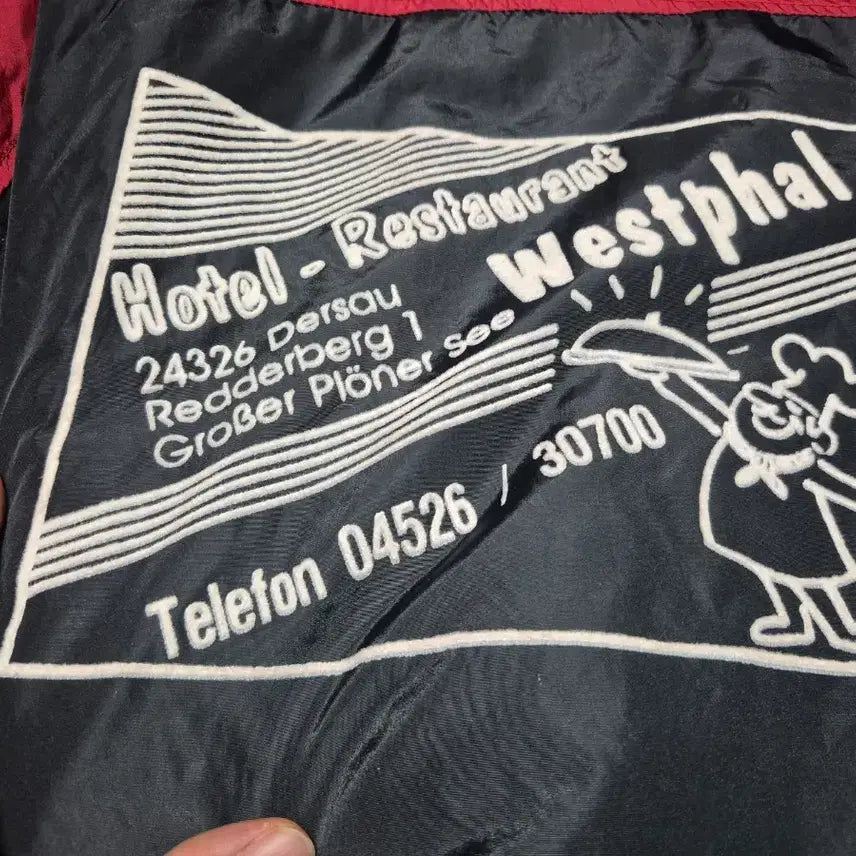 Hotel - Restaurant
Westphal
24326 Dersau
Redderberg 1
Großer Plöner see
Telefon 04526 / 30700